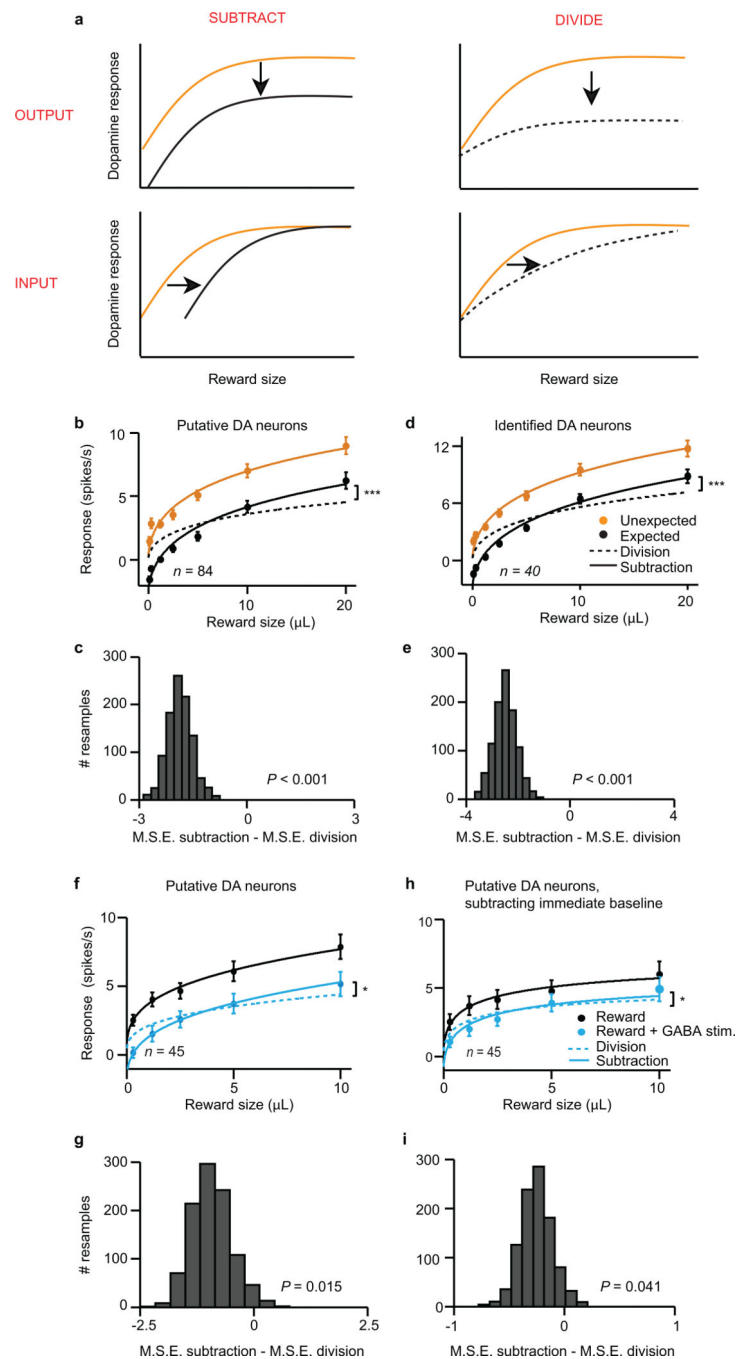 a
SUBTRACT
DIVIDE
OUTPUT
Dopamine response
INPUT
Dopamine response
Reward size
Reward size
b
Putative DA neurons
10
5
0
Response (spikes/s)
***
n = 84
0
10
20
Reward size (µL)
d
Identified DA neurons
12
6
0
***
Unexpected
Expected
Division
Subtraction
n = 40
0
10
20
Reward size (µL)
c
300
200
100
0
# resamples
P < 0.001
-3
0
3
M.S.E. subtraction - M.S.E. division
e
300
200
100
0
P < 0.001
-4
0
4
M.S.E. subtraction - M.S.E. division
f
Putative DA neurons
10
5
0
Response (spikes/s)
*
n = 45
0
5
10
Reward size (µL)
h
Putative DA neurons,
subtracting immediate baseline
10
5
0
*
Reward
Reward + GABA stim.
Division
Subtraction
n = 45
0
5
10
Reward size (µL)
g
300
200
100
0
# resamples
P = 0.015
-2.5
0
2.5
M.S.E. subtraction - M.S.E. division
i
300
200
100
0
P = 0.041
-1
0
1
M.S.E. subtraction - M.S.E. division